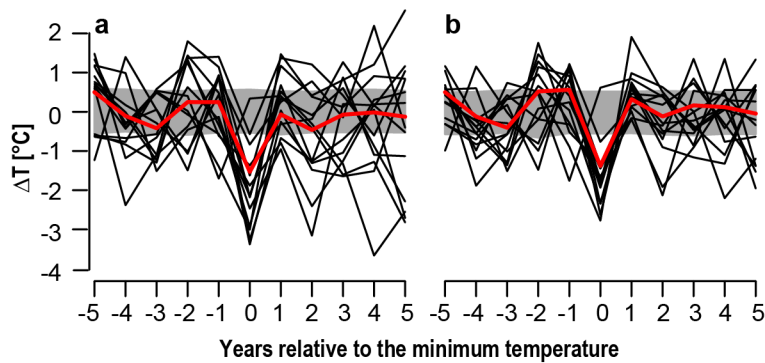 a
b
2
1
0
-1
-2
-3
-4
ΔT [°C]
-5 -4 -3 -2 -1 0 1 2 3 4 5
-5 -4 -3 -2 -1 0 1 2 3 4 5
Years relative to the minimum temperature